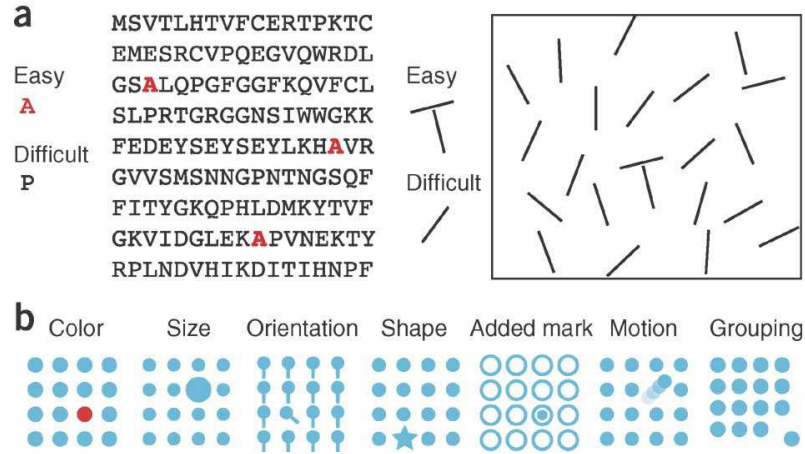 a
MSVTLHTVFCERTPKTC
EMESRCVPQEGVQWRDL
GSALQPGFGGFKQVFCL
SLPRTGRGGNSIWWGKK
FEDEYSEYSEYLKHAVR
GVVSMSNNGPNTNGSQF
FITYGKQPHLDMKYTVF
GKVIDGLEKAPVNEKTY
RPLNDVHIKDITIHNPF
Easy
A
Difficult
P
Easy
Difficult
b
Color Size Orientation Shape Added mark Motion Grouping